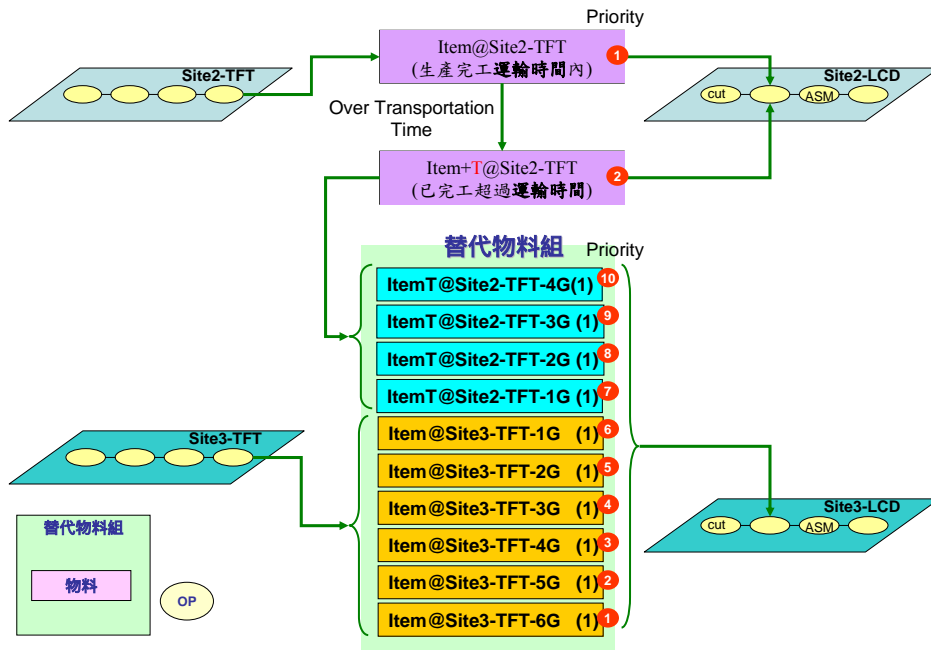 Priority
Item@Site2-TFT
(生產完工運輸時間內)
1
Site2-TFT
Site2-LCD
cut
ASM
Over Transportation
Time
Item+T@Site2-TFT
(已完工超過運輸時間)
2
替代物料組
Priority
ItemT@Site2-TFT-4G(1)
10
ItemT@Site2-TFT-3G (1)
9
ItemT@Site2-TFT-2G (1)
8
ItemT@Site2-TFT-1G (1)
7
Item@Site3-TFT-1G (1)
6
Item@Site3-TFT-2G (1)
5
Item@Site3-TFT-3G (1)
4
Item@Site3-TFT-4G (1)
3
Item@Site3-TFT-5G (1)
2
Item@Site3-TFT-6G (1)
1
Site3-TFT
Site3-LCD
cut
ASM
替代物料組
物料
OP